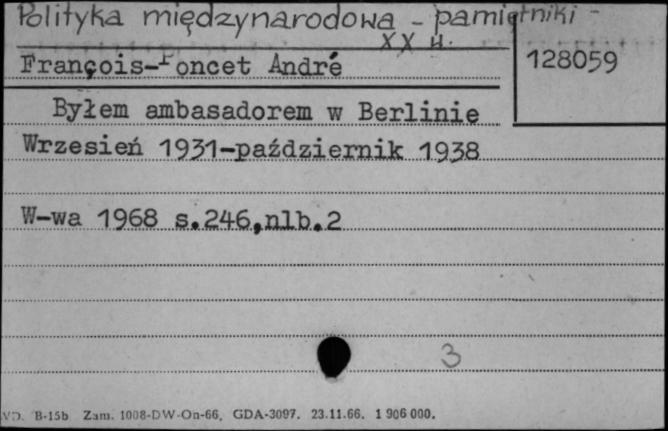 Polityka międzynarodowa - pamiętniki -
XX w.
François-Poncet André
128059
Byłem ambasadorem w Berlinie
Wrzesień 1931-październik 1938
W-wa 1968 s.246,nlb.2
3
VD. B-15b Zam. 1008-DW-On-66, GDA-3097. 23.11.66. 1 906 000.